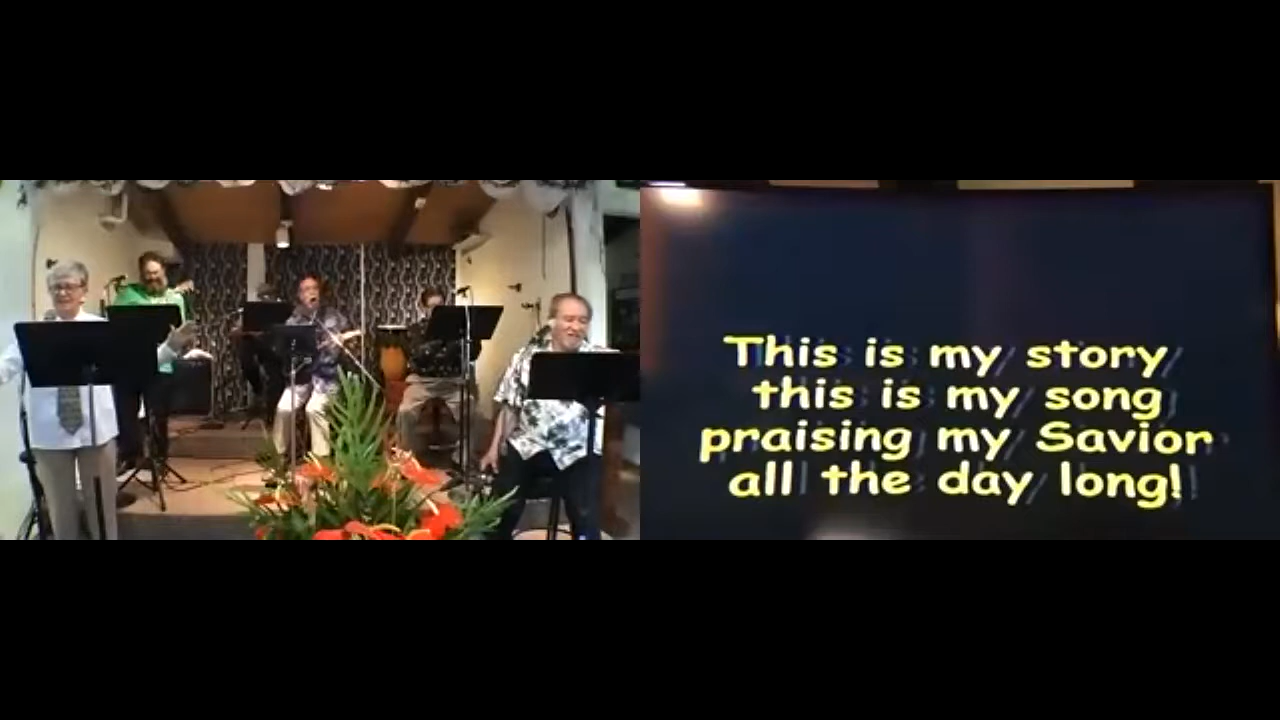 This is my story
this is my song
praising my Savior
all the day long!